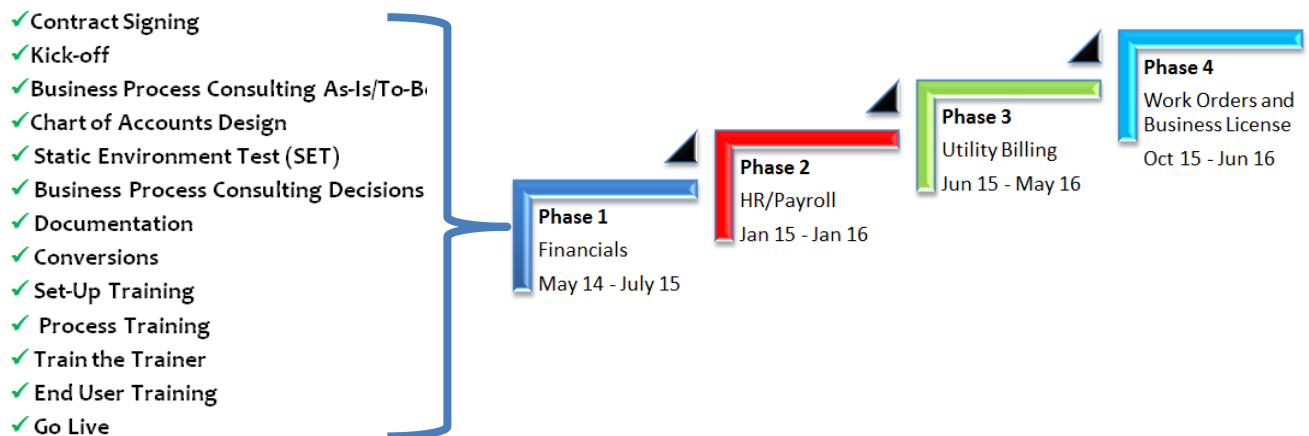 Contract Signing
Kick-off
Business Process Consulting As-Is/To-B
Chart of Accounts Design
Static Environment Test (SET)
Business Process Consulting Decisions
Documentation
Conversions
Set-Up Training
Process Training
Train the Trainer
End User Training
Go Live
Phase 1
Financials
May 14 - July 15
Phase 2
HR/Payroll
Jan 15 - Jan 16
Phase 3
Utility Billing
Jun 15 - May 16
Phase 4
Work Orders and
Business License
Oct 15 - Jun 16